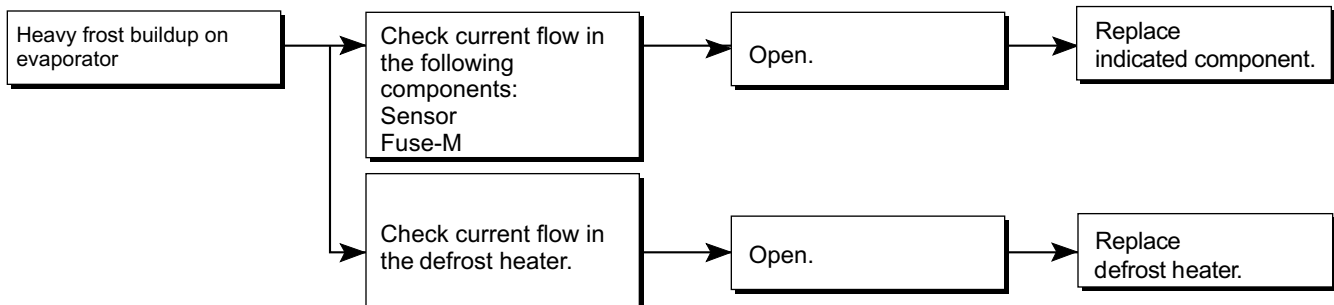 Heavy frost buildup on
evaporator
Check current flow in
the following
components:
Sensor
Fuse-M
Open.
Replace
indicated component.
Check current flow in
the defrost heater.
Open.
Replace
defrost heater.